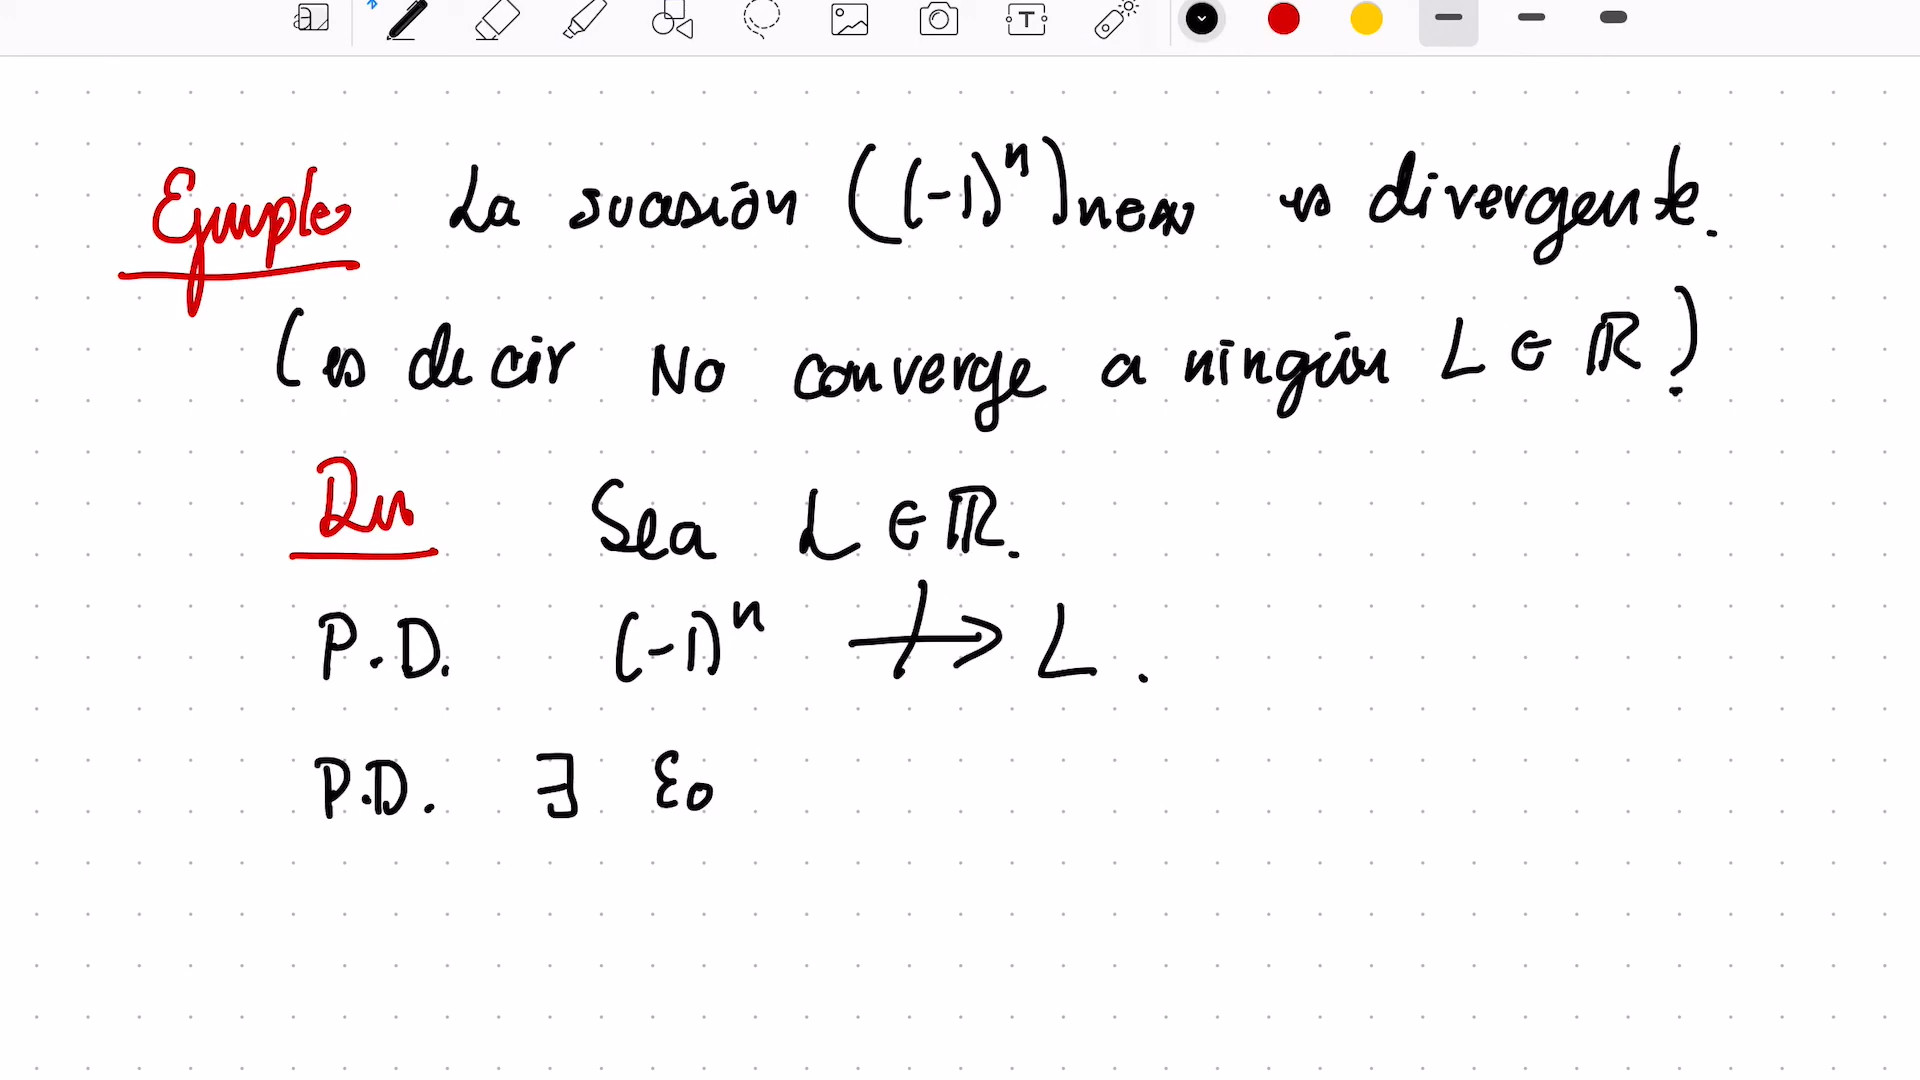 Ejemplo La sucesión ((-1)^n)_{n∈ℕ} es divergente.
(es decir No converge a ningún L ∈ ℝ).
Dem Sea L ∈ ℝ.
P.D. (-1)^n ↛ L.
P.D. ∃ ε₀